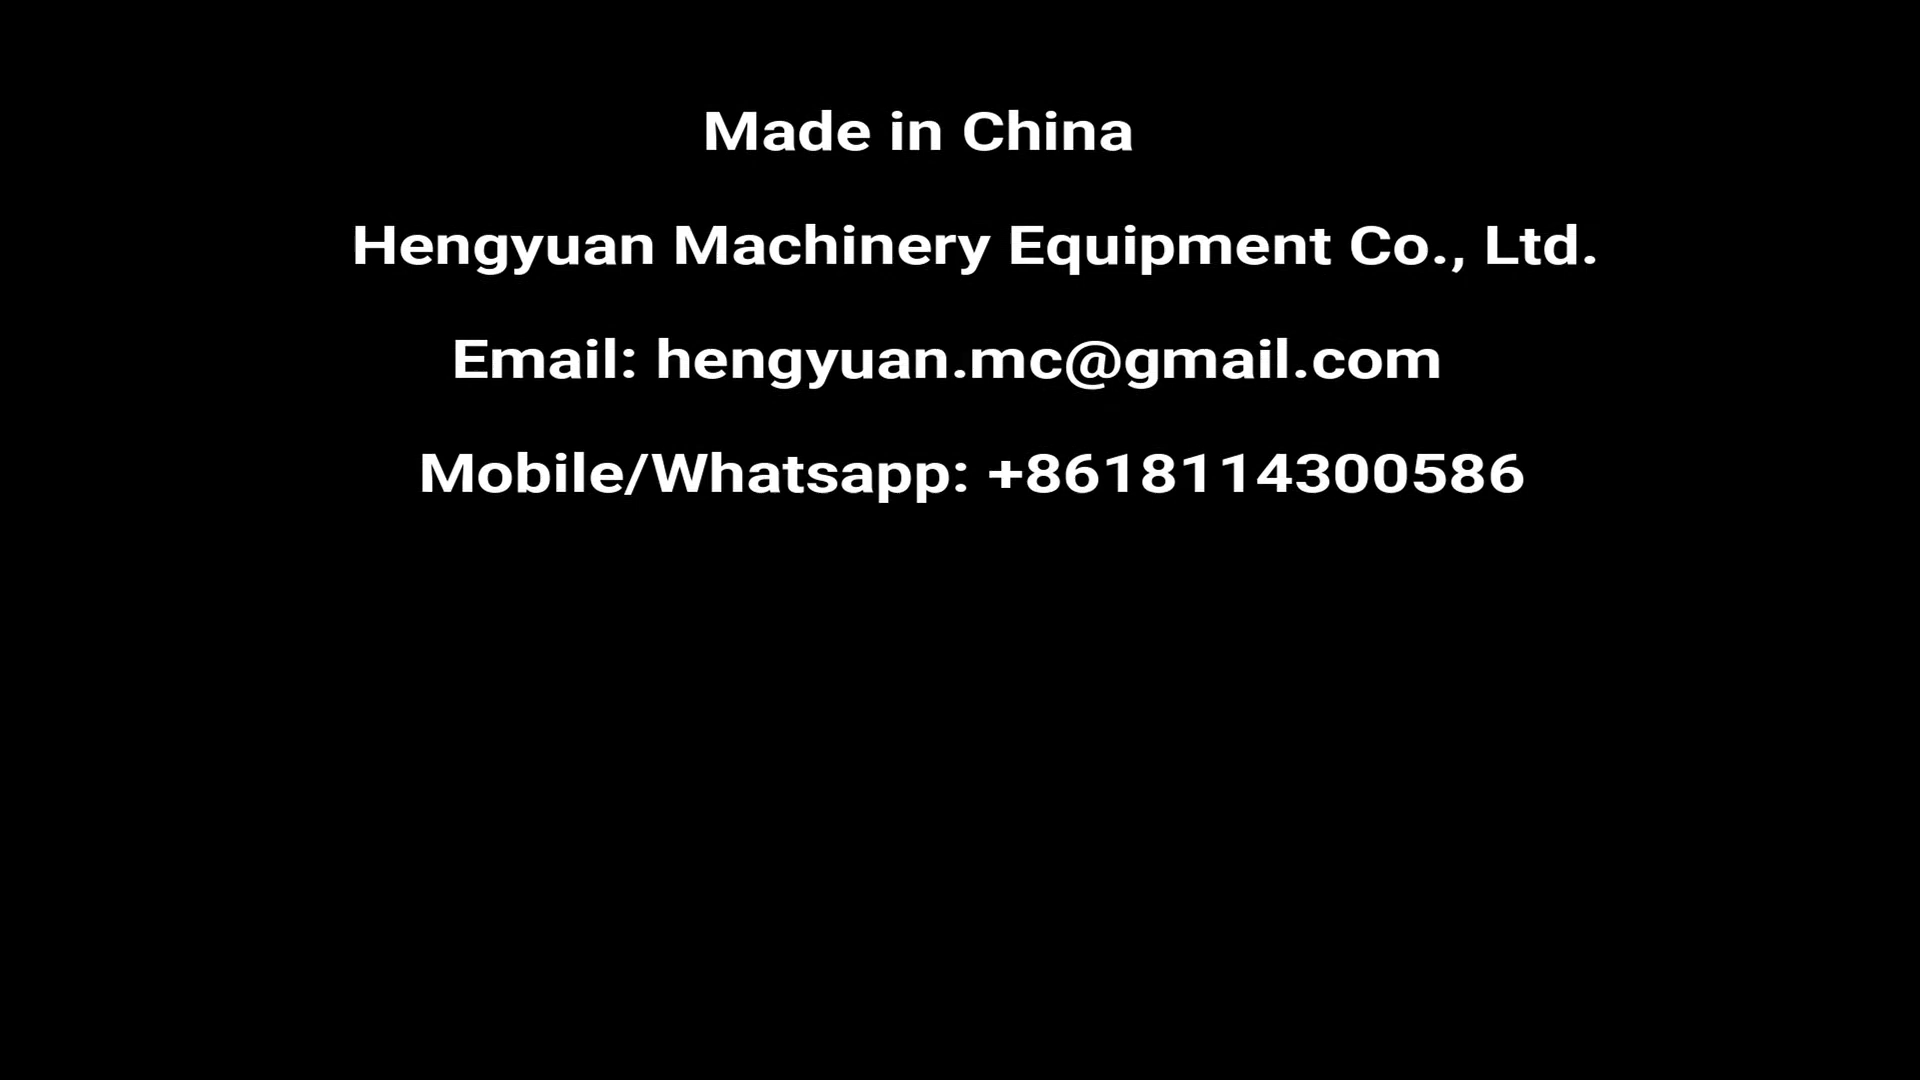 Made in China
Hengyuan Machinery Equipment Co., Ltd.
Email: hengyuan.mc@gmail.com
Mobile/Whatsapp: +8618114300586